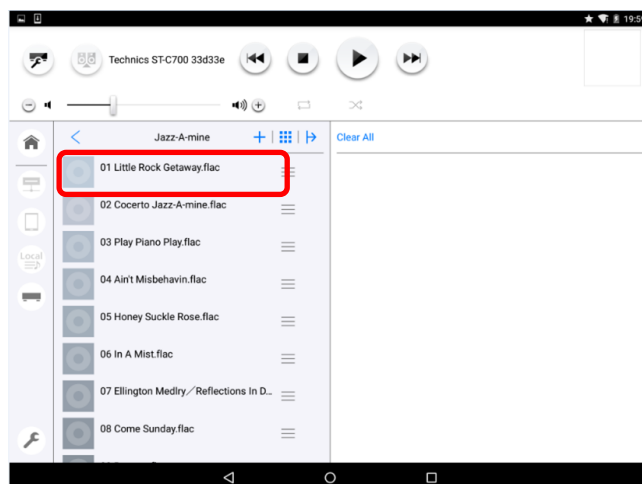 19:59
Technics ST-C700 33d33e
Jazz-A-mine
Clear All
01 Little Rock Getaway.flac
02 Cocerto Jazz-A-mine.flac
03 Play Piano Play.flac
04 Ain't Misbehavin.flac
Local
05 Honey Suckle Rose.flac
06 In A Mist.flac
07 Ellington Medlry／Reflections In D...
08 Come Sunday.flac